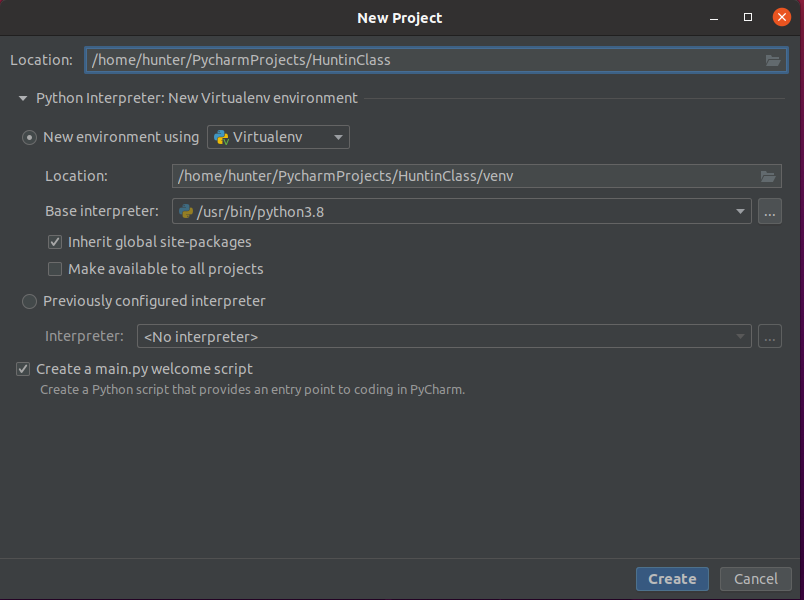 New Project
Location: /home/hunter/PycharmProjects/HuntinClass
Python Interpreter: New Virtualenv environment
New environment using Virtualenv
Location: /home/hunter/PycharmProjects/HuntinClass/venv
Base interpreter: /usr/bin/python3.8 ...
Inherit global site-packages
Make available to all projects
Previously configured interpreter
Interpreter: <No interpreter> ...
Create a main.py welcome script
Create a Python script that provides an entry point to coding in PyCharm.
Create Cancel